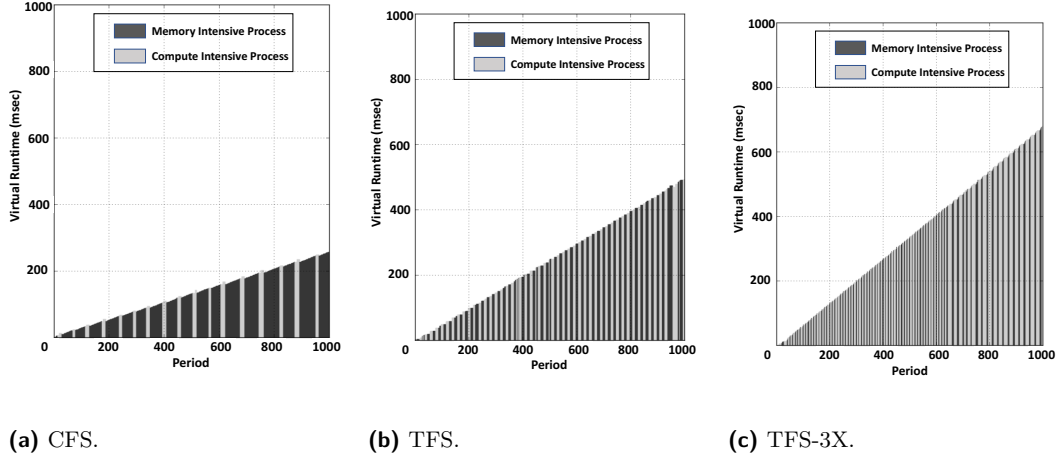 1000
800
600
400
200
0
200
400
600
800
1000
Virtual Runtime (msec)
Period
Memory Intensive Process
Compute Intensive Process
(a) CFS.
1000
800
600
400
200
0
200
400
600
800
1000
Virtual Runtime (msec)
Period
Memory Intensive Process
Compute Intensive Process
(b) TFS.
1000
800
600
400
200
0
200
400
600
800
1000
Virtual Runtime (msec)
Period
Memory Intensive Process
Compute Intensive Process
(c) TFS-3X.